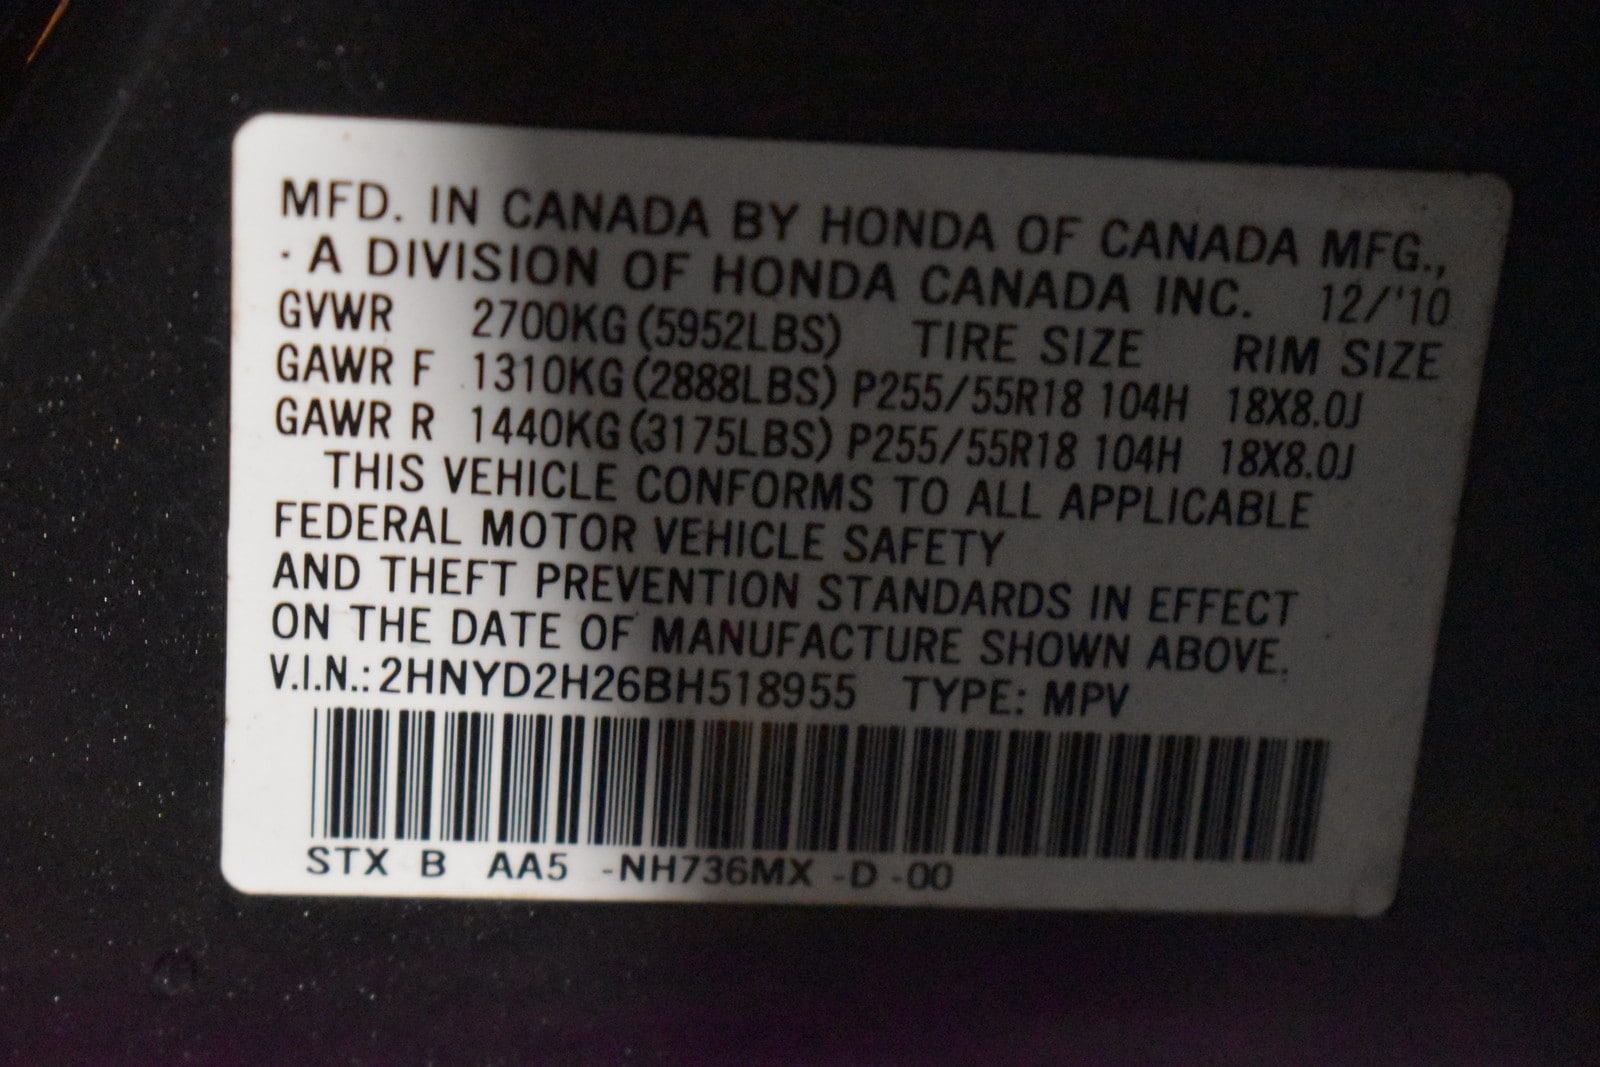 MFD. IN CANADA BY HONDA OF CANADA MFG.,
· A DIVISION OF HONDA CANADA INC. 12/'10
GVWR 2700KG (5952LBS) TIRE SIZE RIM SIZE
GAWR F 1310KG (2888LBS) P255/55R18 104H 18X8.0J
GAWR R 1440KG (3175LBS) P255/55R18 104H 18X8.0J
THIS VEHICLE CONFORMS TO ALL APPLICABLE
FEDERAL MOTOR VEHICLE SAFETY
AND THEFT PREVENTION STANDARDS IN EFFECT
ON THE DATE OF MANUFACTURE SHOWN ABOVE.
V.I.N.: 2HNYD2H26BH518955 TYPE: MPV
STX B AA5 -NH736MX -D -00